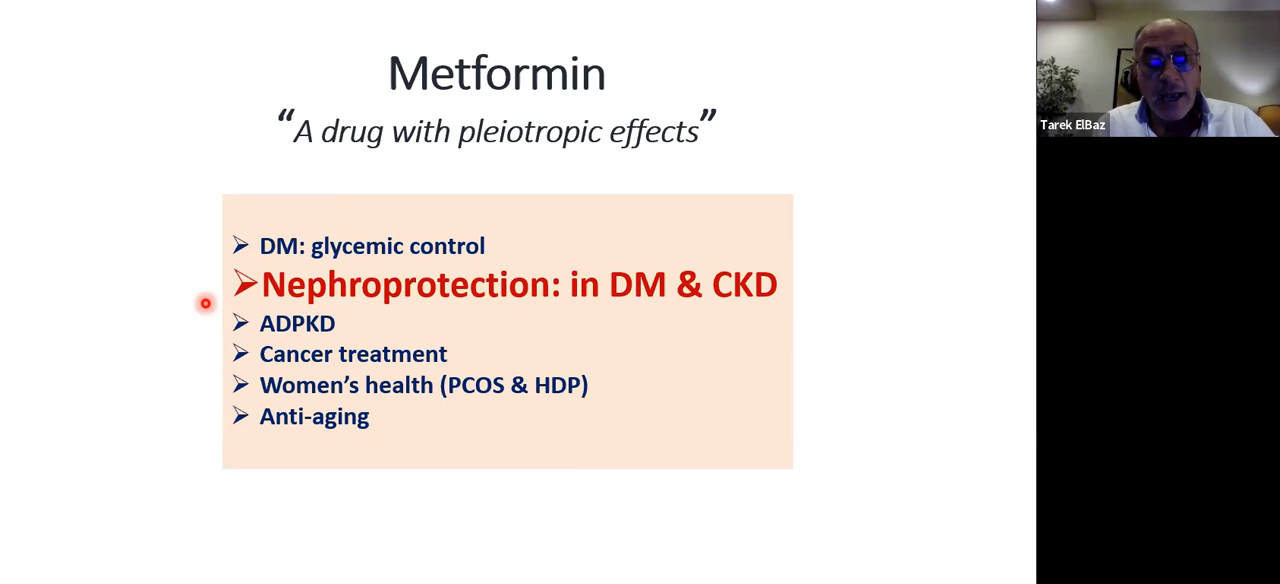 Metformin
“A drug with pleiotropic effects”
➢ DM: glycemic control
➢Nephroprotection: in DM & CKD
➢ ADPKD
➢ Cancer treatment
➢ Women’s health (PCOS & HDP)
➢ Anti-aging
Tarek ElBaz